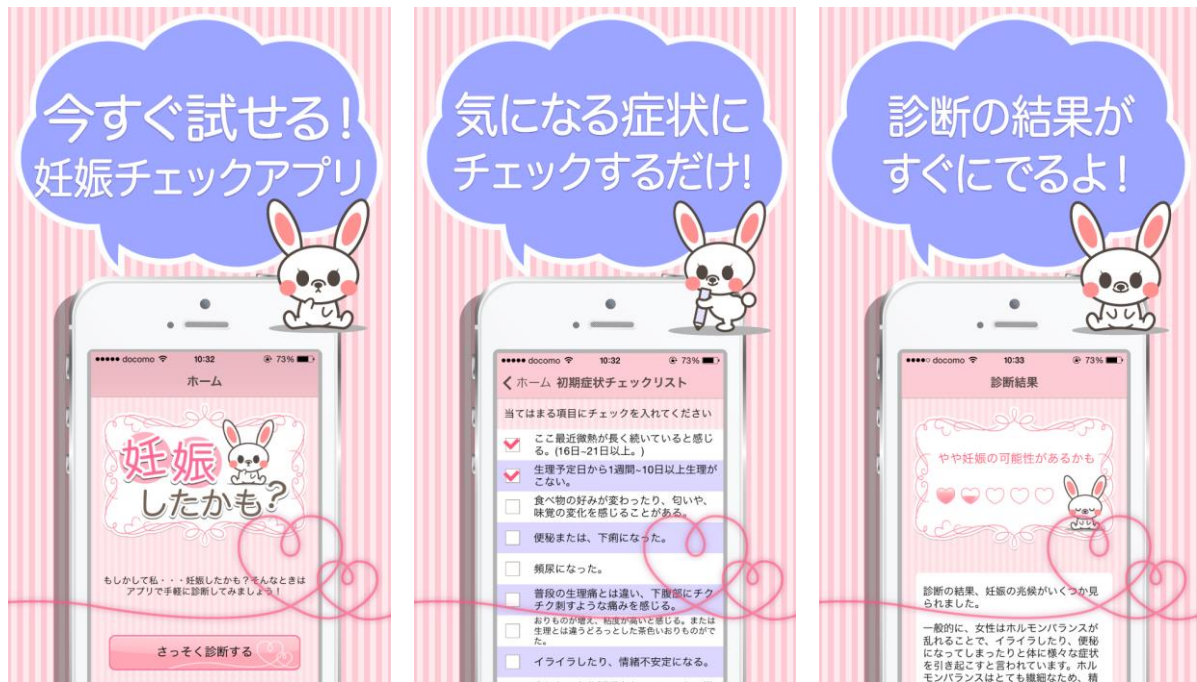 今すぐ試せる！
妊娠チェックアプリ
docomo 10:32 73%
ホーム
妊娠
したかも？
もしかして私・・・妊娠したかも？そんなときは
アプリで手軽に診断してみましょう！
さっそく診断する
気になる症状に
チェックするだけ！
docomo 10:32 73%
ホーム 初期症状チェックリスト
当てはまる項目にチェックを入れてください
ここ最近微熱が長く続いていると感じ
る。(16日~21日以上。)
生理予定日から1週間~10日以上生理が
こない。
食べ物の好みが変わったり、匂いや、
味覚の変化を感じることがある。
便秘または、下痢になった。
頻尿になった。
普段の生理痛とは違い、下腹部にチク
チク刺すような痛みを感じる。
おりものが増え、粘度が高いと感じる。または
生理とは違うどろっとした茶色いおりものがで
た。
イライラしたり、情緒不安定になる。
診断の結果が
すぐにでるよ！
docomo 10:33 73%
診断結果
やや妊娠の可能性があるかも
診断の結果、妊娠の兆候がいくつか見
られました。
一般的に、女性はホルモンバランスが
乱れることで、イライラしたり、便秘
になってしまったりと体に様々な症状
を引き起こすと言われています。ホル
モンバランスはとても繊細なため、精